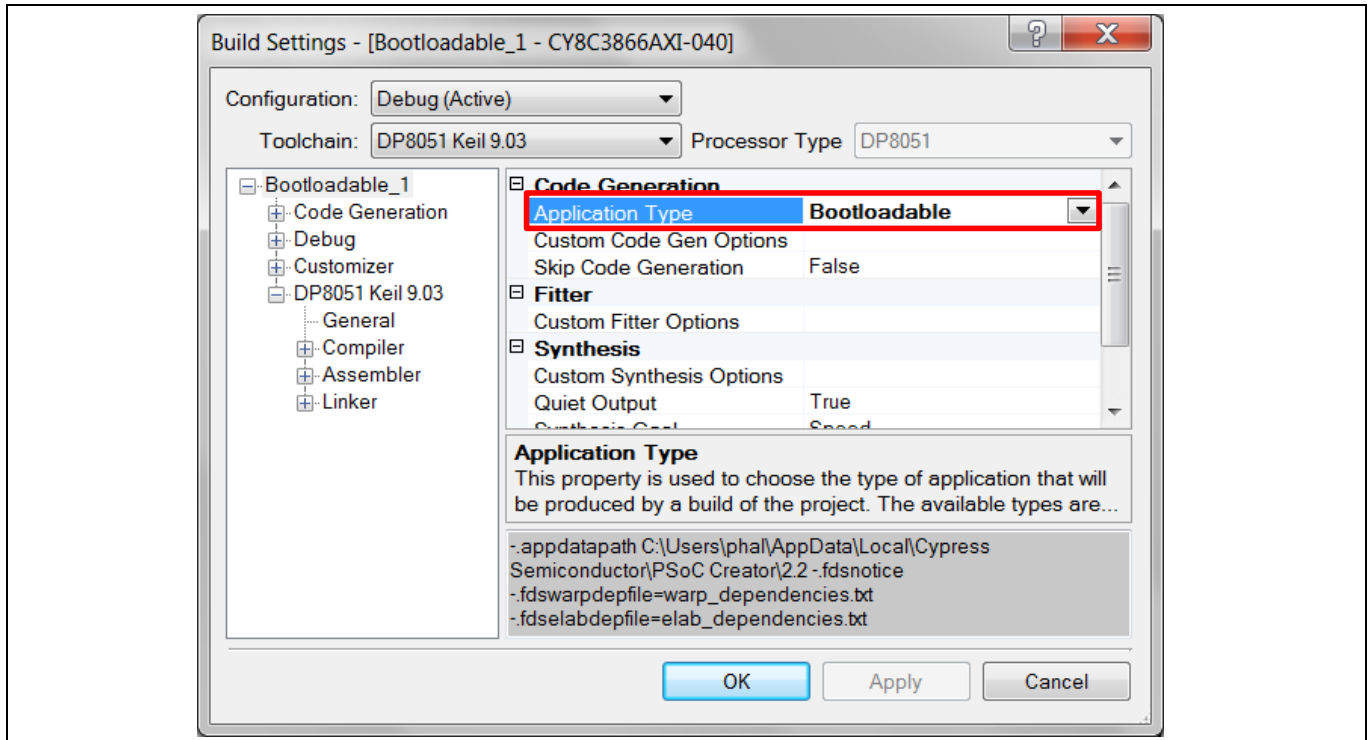 Build Settings - [Bootloadable_1 - CY8C3866AXI-040]
Configuration: Debug (Active)
Toolchain: DP8051 Keil 9.03 Processor Type DP8051
Bootloadable_1
Code Generation
Debug
Customizer
DP8051 Keil 9.03
General
Compiler
Assembler
Linker
Code Generation
Application Type Bootloadable
Custom Code Gen Options
Skip Code Generation False
Fitter
Custom Fitter Options
Synthesis
Custom Synthesis Options
Quiet Output True
Synthesis Goal Speed
Application Type
This property is used to choose the type of application that will
be produced by a build of the project. The available types are...
-.appdatapath C:\Users\phal\AppData\Local\Cypress
Semiconductor\PSoC Creator\2.2 -.fdsnotice
-.fdswarpdepfile=warp_dependencies.txt
-.fdselabdepfile=elab_dependencies.txt
OK Apply Cancel